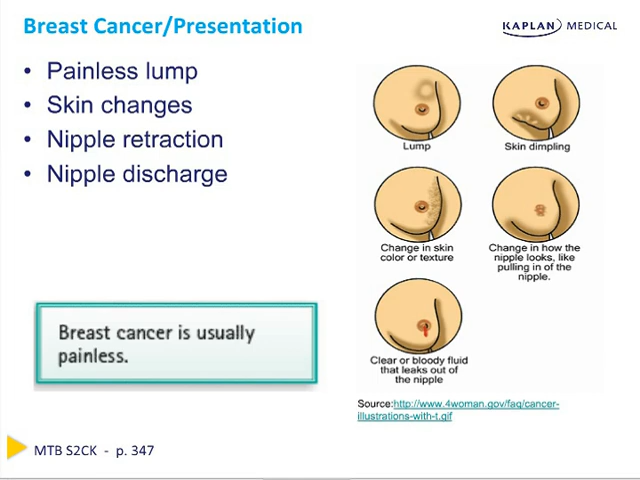 Breast Cancer/Presentation
KAPLAN MEDICAL
• Painless lump
• Skin changes
• Nipple retraction
• Nipple discharge
Lump
Skin dimpling
Change in skin
color or texture
Change in how the
nipple looks, like
pulling in of the
nipple.
Clear or bloody fluid
that leaks out of
the nipple
Breast cancer is usually
painless.
Source:http://www.4woman.gov/faq/cancer-
illustrations-with-t.gif
MTB S2CK - p. 347